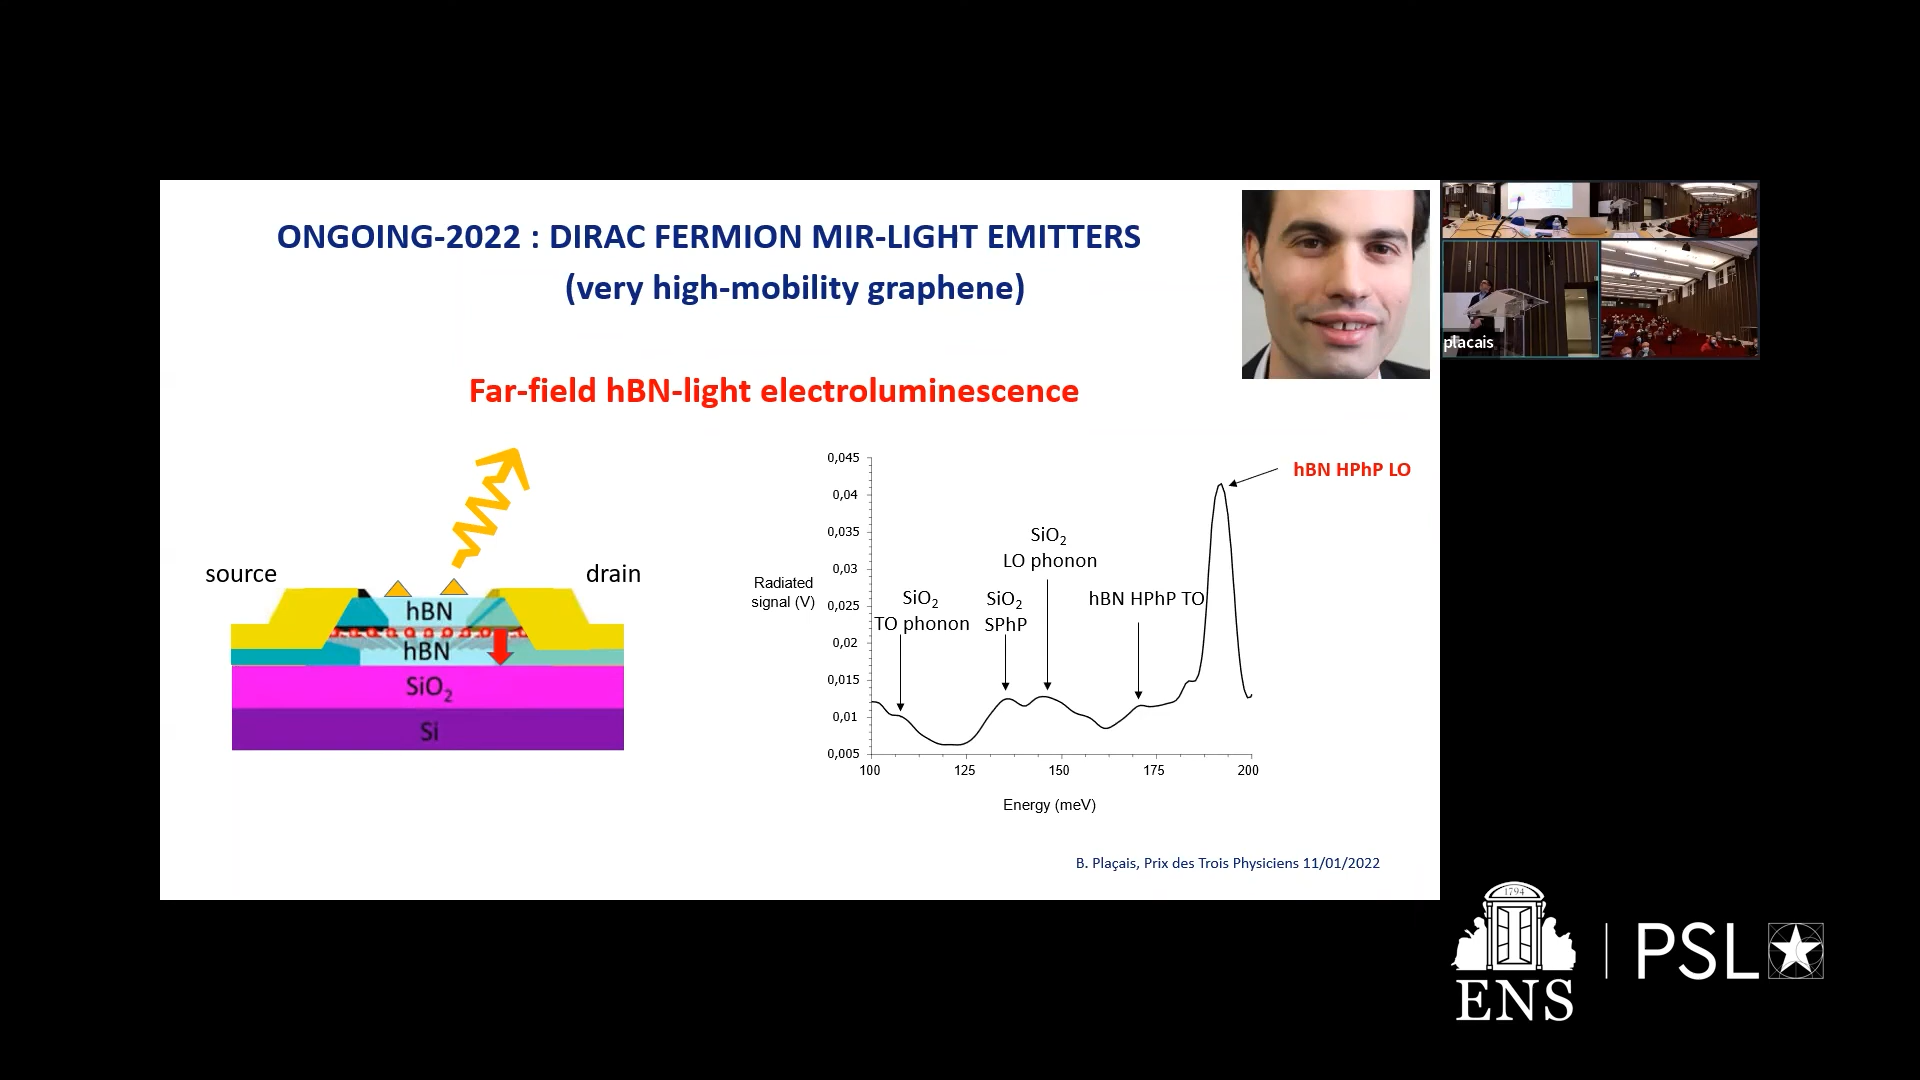 ONGOING-2022 : DIRAC FERMION MIR-LIGHT EMITTERS
(very high-mobility graphene)
Far-field hBN-light electroluminescence
source
drain
hBN
hBN
SiO₂
Si
0,045
0,04
0,035
0,03
0,025
0,02
0,015
0,01
0,005
Radiated
signal (V)
100
125
150
175
200
Energy (meV)
SiO₂
TO phonon
SiO₂
SPhP
SiO₂
LO phonon
hBN HPhP TO
hBN HPhP LO
B. Plaçais, Prix des Trois Physiciens 11/01/2022
placais
1794
ENS
PSL